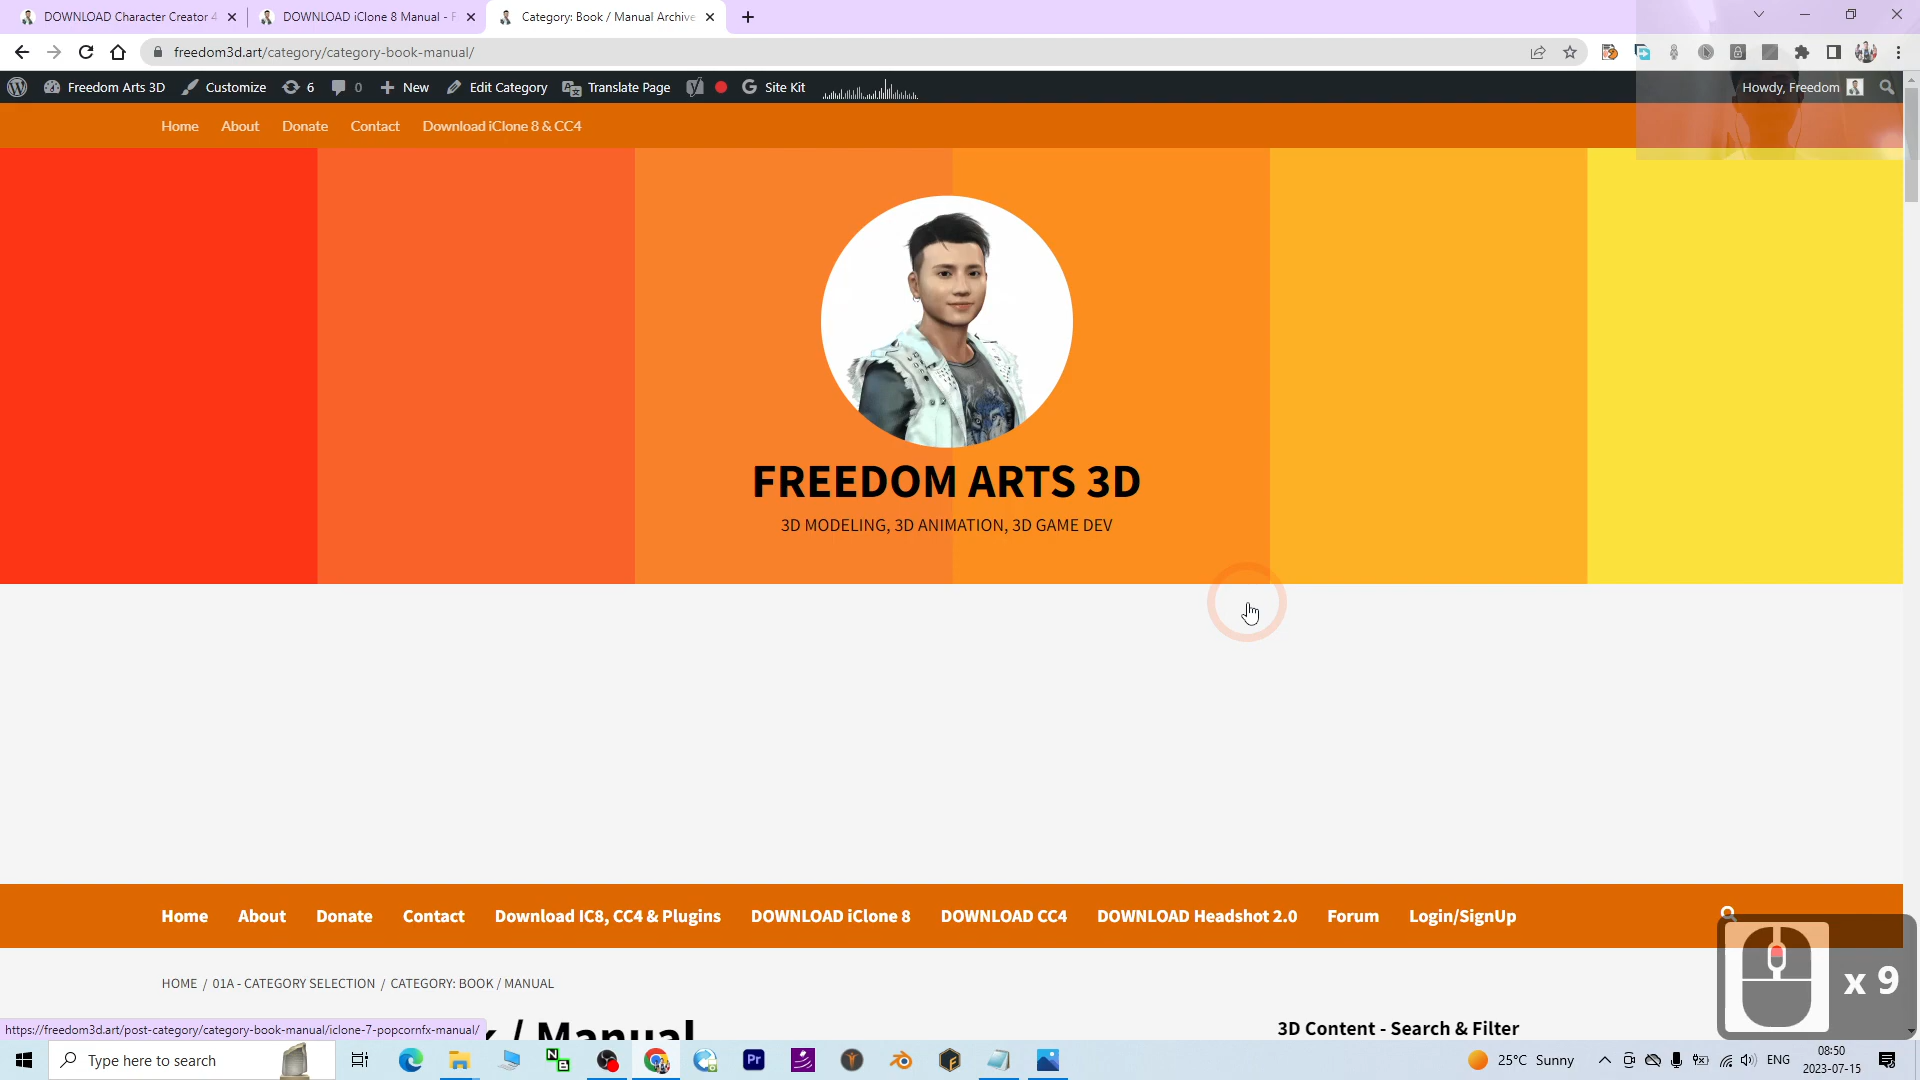 DOWNLOAD Character Creator 4
DOWNLOAD iClone 8 Manual - F
Category: Book / Manual Archive
freedom3d.art/category/category-book-manual/
Freedom Arts 3D
Customize
6
0
New
Edit Category
Translate Page
Site Kit
Howdy, Freedom
Home
About
Donate
Contact
Download iClone 8 & CC4
FREEDOM ARTS 3D
3D MODELING, 3D ANIMATION, 3D GAME DEV
Home
About
Donate
Contact
Download IC8, CC4 & Plugins
DOWNLOAD iClone 8
DOWNLOAD CC4
DOWNLOAD Headshot 2.0
Forum
Login/SignUp
HOME / 01A - CATEGORY SELECTION / CATEGORY: BOOK / MANUAL
/ Manual
3D Content - Search & Filter
x 9
https://freedom3d.art/post-category/category-book-manual/iclone-7-popcornfx-manual/
Type here to search
25°C Sunny
ENG
08:50
2023-07-15